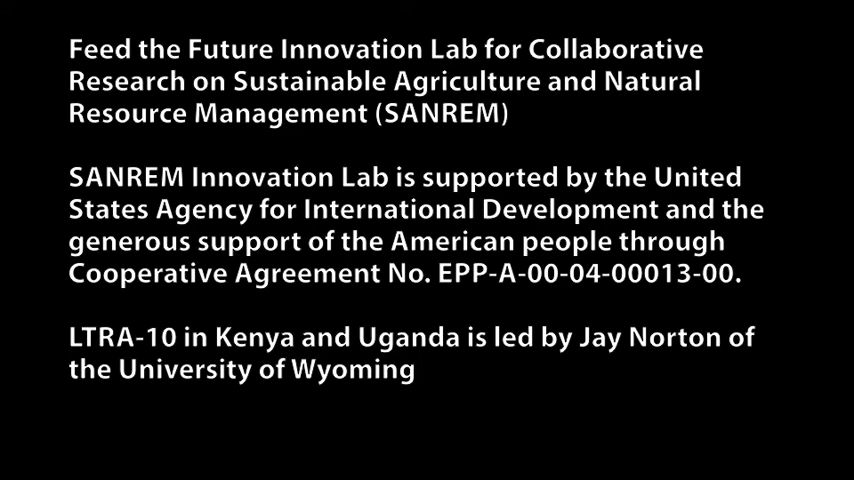 Feed the Future Innovation Lab for Collaborative
Research on Sustainable Agriculture and Natural
Resource Management (SANREM)
SANREM Innovation Lab is supported by the United
States Agency for International Development and the
generous support of the American people through
Cooperative Agreement No. EPP-A-00-04-00013-00.
LTRA-10 in Kenya and Uganda is led by Jay Norton of
the University of Wyoming